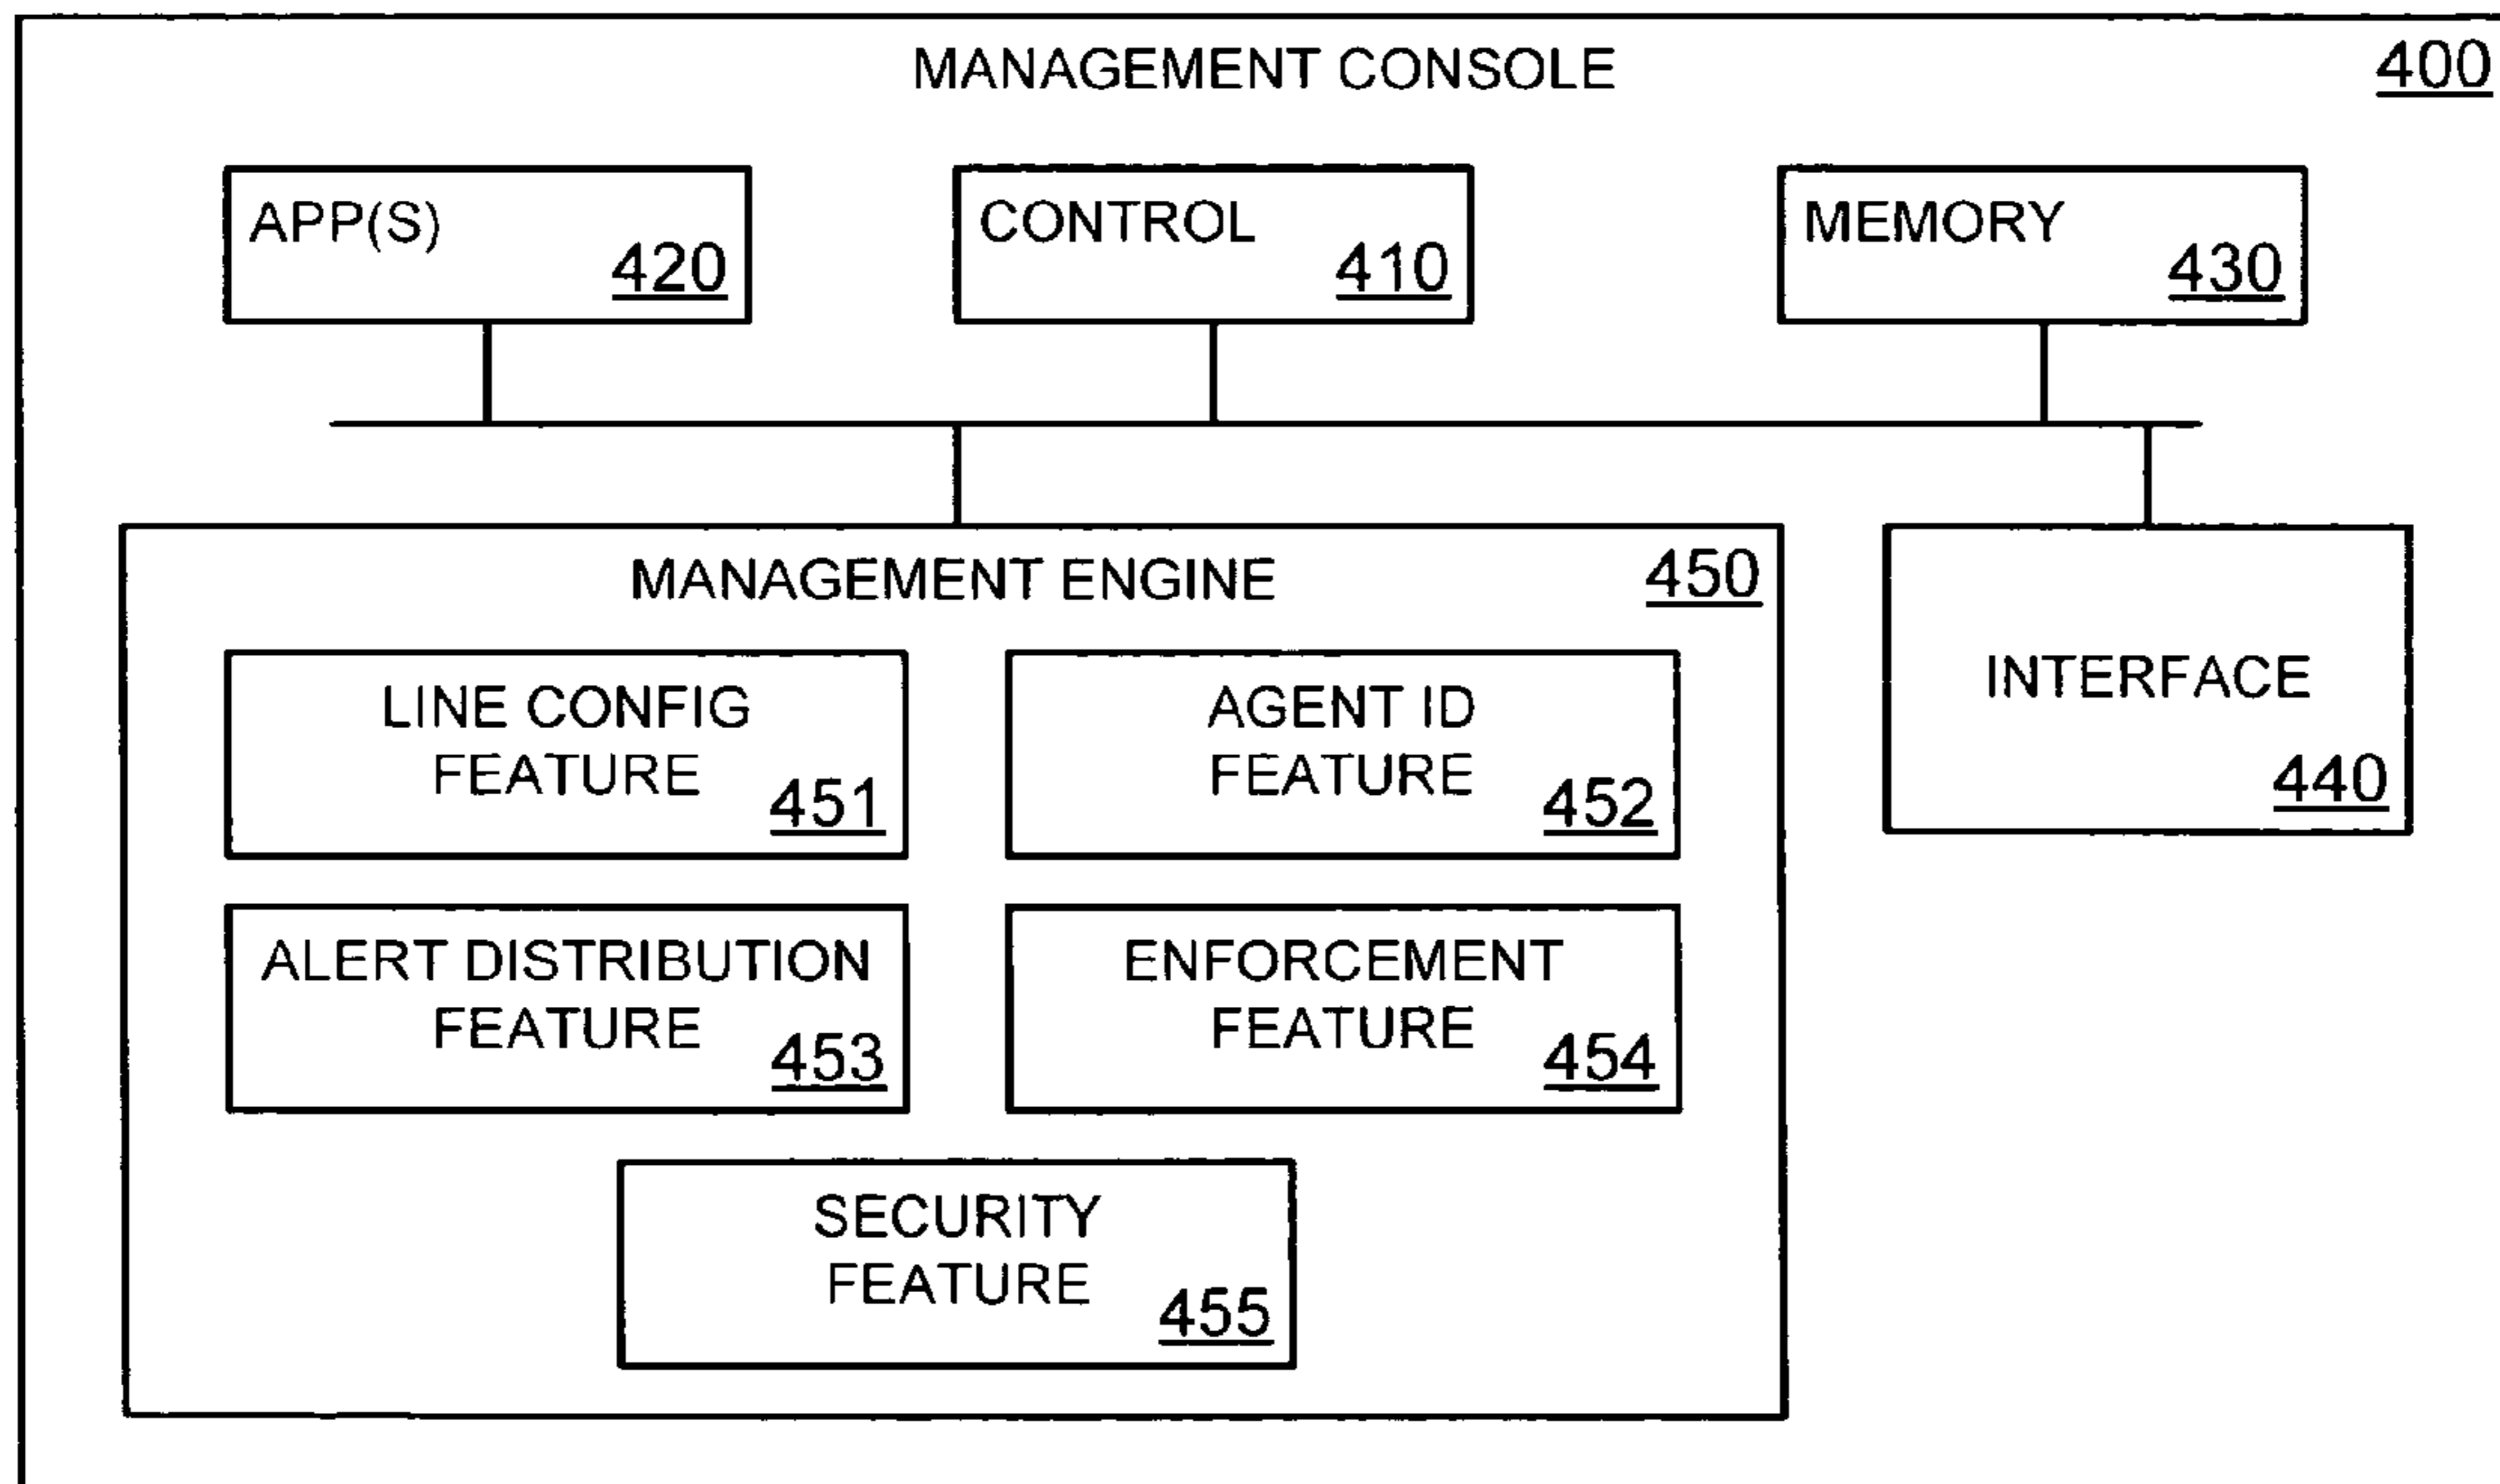 MANAGEMENT CONSOLE
400
APP(S)
420
CONTROL
410
MEMORY
430
MANAGEMENT ENGINE
450
LINE CONFIG
FEATURE
451
AGENT ID
FEATURE
452
INTERFACE
440
ALERT DISTRIBUTION
FEATURE
453
ENFORCEMENT
FEATURE
454
SECURITY
FEATURE
455